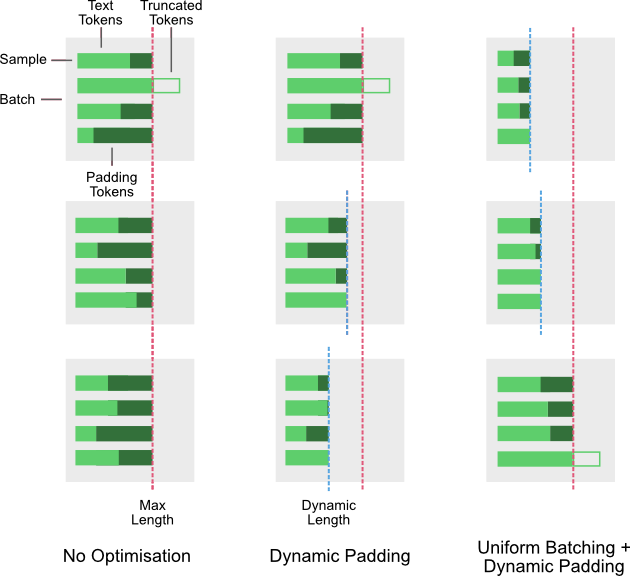 Text
Tokens
Truncated
Tokens
Sample
Batch
Padding
Tokens
Max
Length
Dynamic
Length
No Optimisation
Dynamic Padding
Uniform Batching +
Dynamic Padding